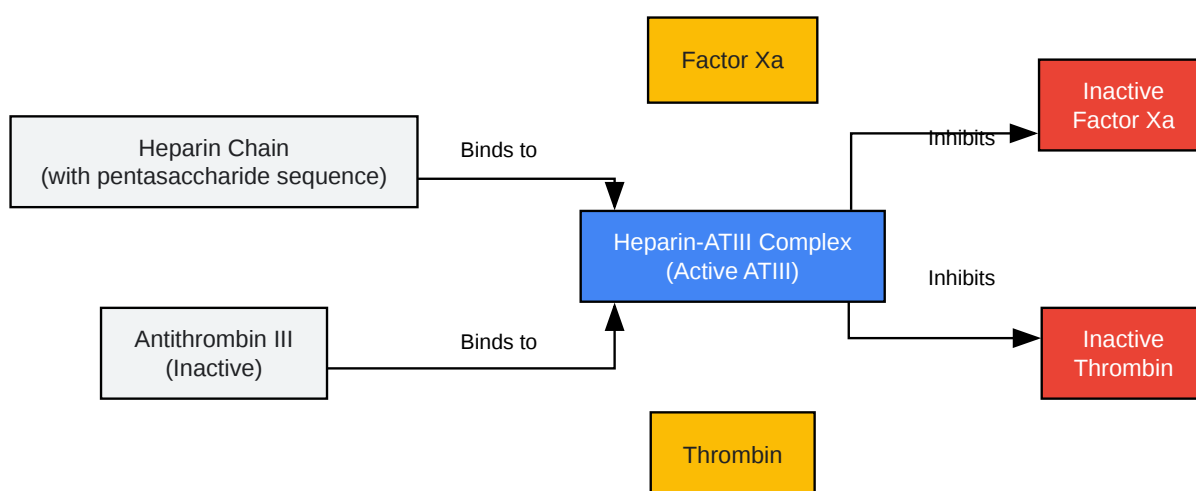 Factor Xa
Inactive
Factor Xa
Inhibits
Heparin Chain
(with pentasaccharide sequence)
Binds to
Heparin-ATIII Complex
(Active ATIII)
Inhibits
Antithrombin III
(Inactive)
Binds to
Inactive
Thrombin
Thrombin